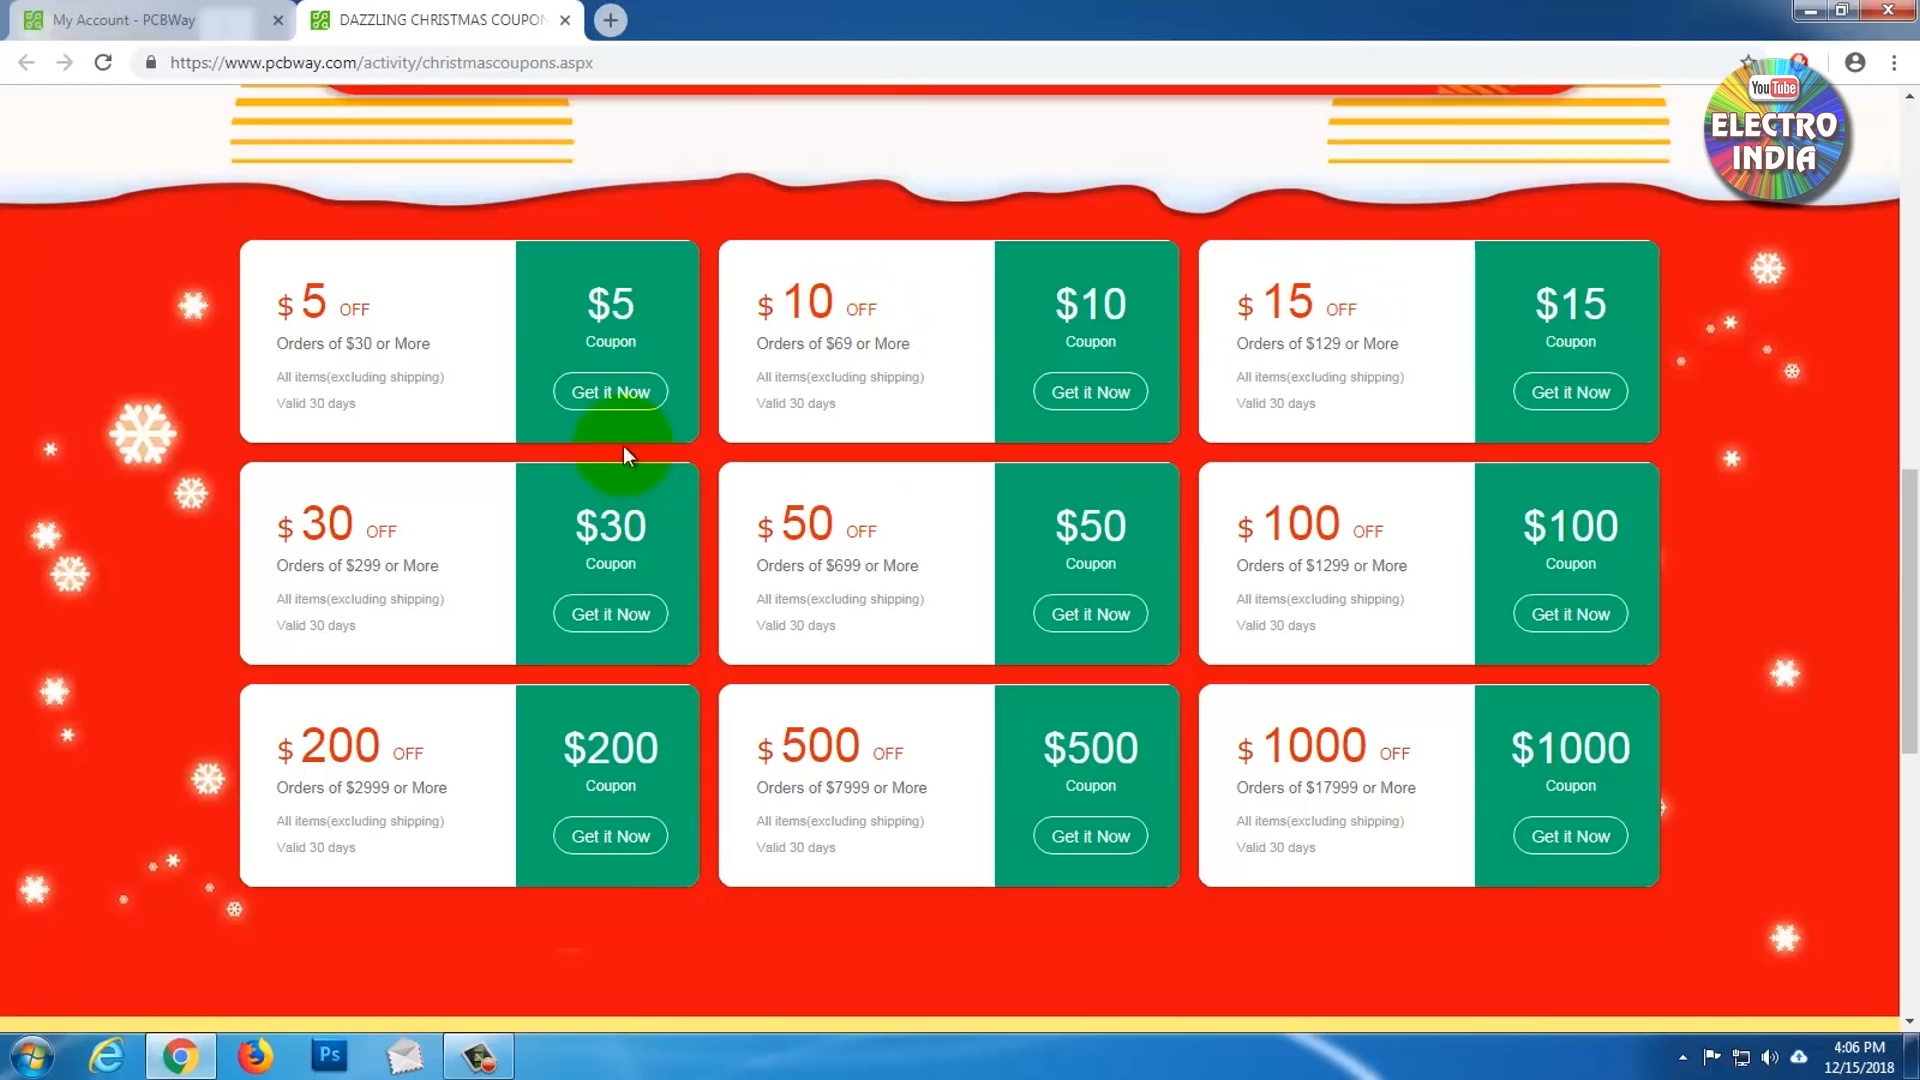 My Account - PCBWay
DAZZLING CHRISTMAS COUPON
https://www.pcbway.com/activity/christmascoupons.aspx
YouTube
ELECTRO
INDIA
$ 5 OFF
Orders of $30 or More
All items(excluding shipping)
Valid 30 days
$5
Coupon
Get it Now
$ 10 OFF
Orders of $69 or More
All items(excluding shipping)
Valid 30 days
$10
Coupon
Get it Now
$ 15 OFF
Orders of $129 or More
All items(excluding shipping)
Valid 30 days
$15
Coupon
Get it Now
$ 30 OFF
Orders of $299 or More
All items(excluding shipping)
Valid 30 days
$30
Coupon
Get it Now
$ 50 OFF
Orders of $699 or More
All items(excluding shipping)
Valid 30 days
$50
Coupon
Get it Now
$ 100 OFF
Orders of $1299 or More
All items(excluding shipping)
Valid 30 days
$100
Coupon
Get it Now
$ 200 OFF
Orders of $2999 or More
All items(excluding shipping)
Valid 30 days
$200
Coupon
Get it Now
$ 500 OFF
Orders of $7999 or More
All items(excluding shipping)
Valid 30 days
$500
Coupon
Get it Now
$ 1000 OFF
Orders of $17999 or More
All items(excluding shipping)
Valid 30 days
$1000
Coupon
Get it Now
Ps
4:06 PM
12/15/2018